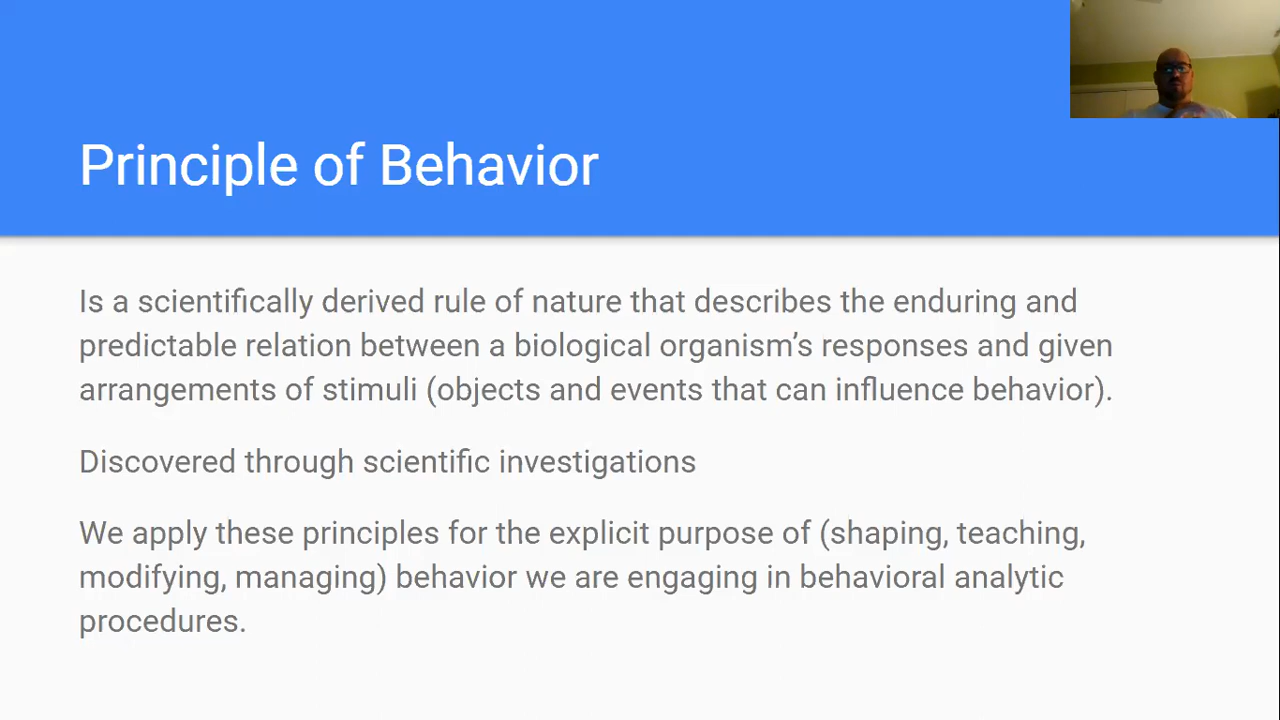 Principle of Behavior
Is a scientifically derived rule of nature that describes the enduring and
predictable relation between a biological organism’s responses and given
arrangements of stimuli (objects and events that can influence behavior).
Discovered through scientific investigations
We apply these principles for the explicit purpose of (shaping, teaching,
modifying, managing) behavior we are engaging in behavioral analytic
procedures.